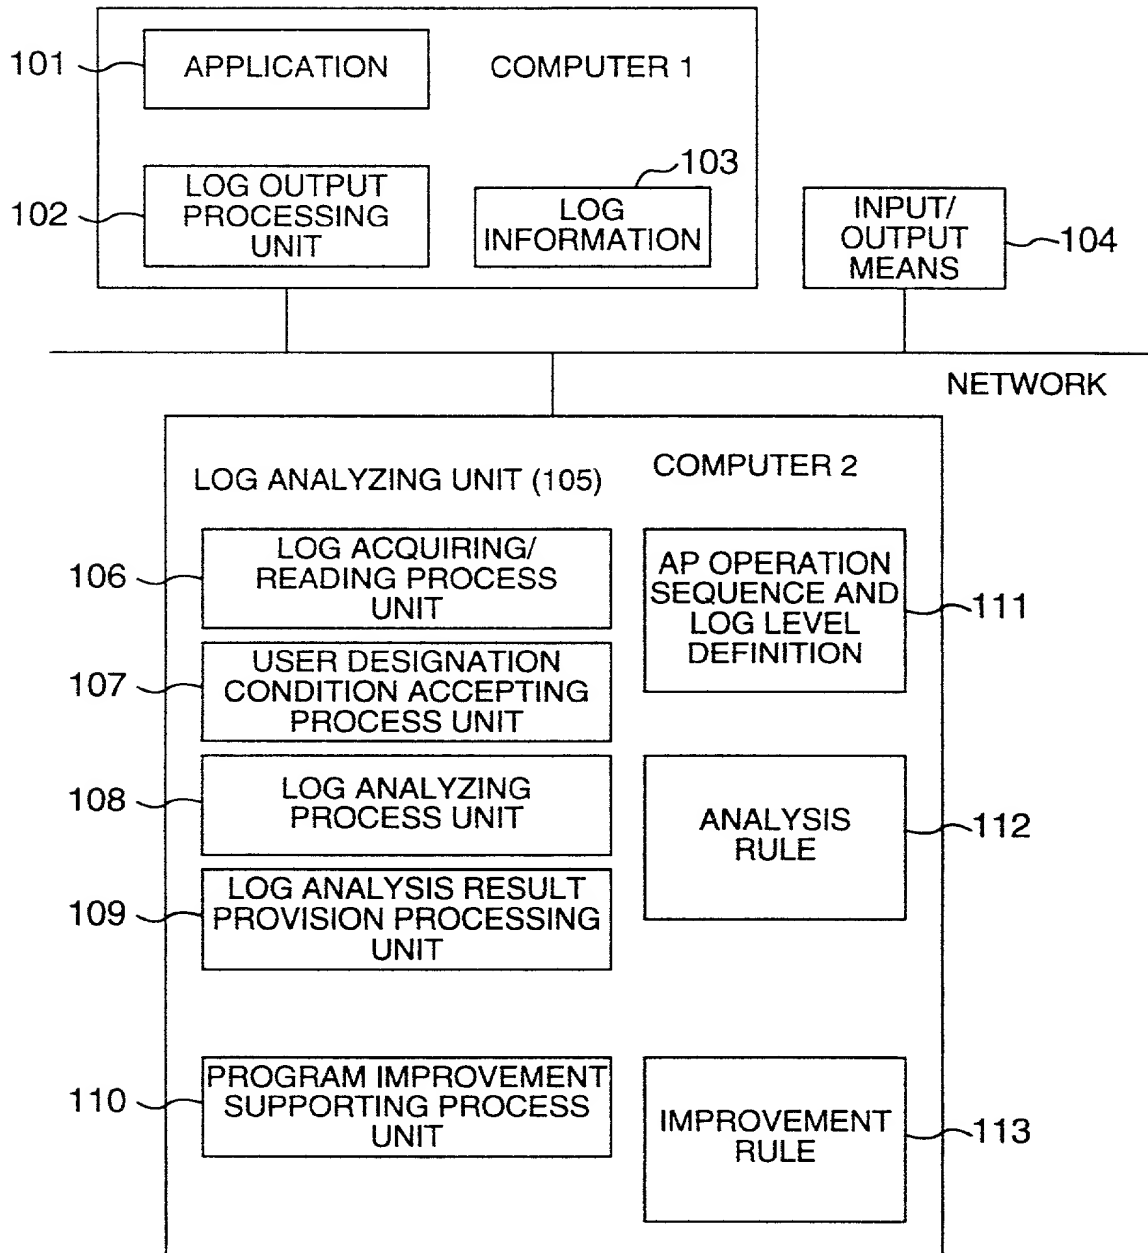 101
APPLICATION
COMPUTER 1
102
LOG OUTPUT
PROCESSING
UNIT
103
LOG
INFORMATION
INPUT/
OUTPUT
MEANS
104
NETWORK
LOG ANALYZING UNIT (105)
COMPUTER 2
106
LOG ACQUIRING/
READING PROCESS
UNIT
AP OPERATION
SEQUENCE AND
LOG LEVEL
DEFINITION
111
107
USER DESIGNATION
CONDITION ACCEPTING
PROCESS UNIT
108
LOG ANALYZING
PROCESS UNIT
ANALYSIS
RULE
112
109
LOG ANALYSIS RESULT
PROVISION PROCESSING
UNIT
110
PROGRAM IMPROVEMENT
SUPPORTING PROCESS
UNIT
IMPROVEMENT
RULE
113